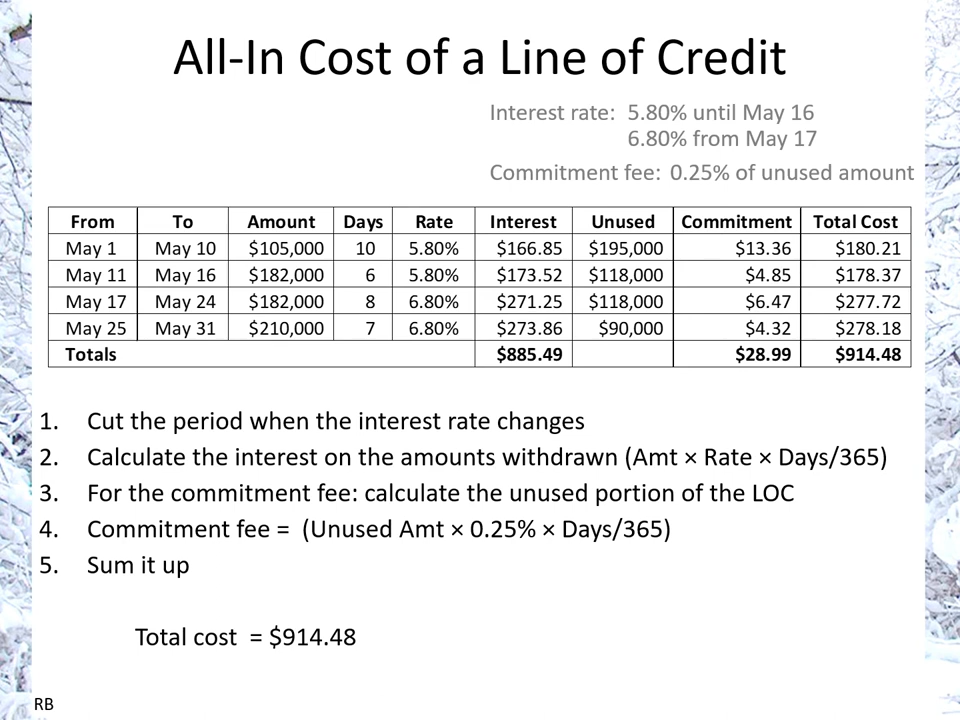 All-In Cost of a Line of Credit
Interest rate: 5.80% until May 16
6.80% from May 17
Commitment fee: 0.25% of unused amount
From To Amount Days Rate Interest Unused Commitment Total Cost
May 1 May 10 $105,000 10 5.80% $166.85 $195,000 $13.36 $180.21
May 11 May 16 $182,000 6 5.80% $173.52 $118,000 $4.85 $178.37
May 17 May 24 $182,000 8 6.80% $271.25 $118,000 $6.47 $277.72
May 25 May 31 $210,000 7 6.80% $273.86 $90,000 $4.32 $278.18
Totals $885.49 $28.99 $914.48
1. Cut the period when the interest rate changes
2. Calculate the interest on the amounts withdrawn (Amt × Rate × Days/365)
3. For the commitment fee: calculate the unused portion of the LOC
4. Commitment fee = (Unused Amt × 0.25% × Days/365)
5. Sum it up
Total cost = $914.48
RB